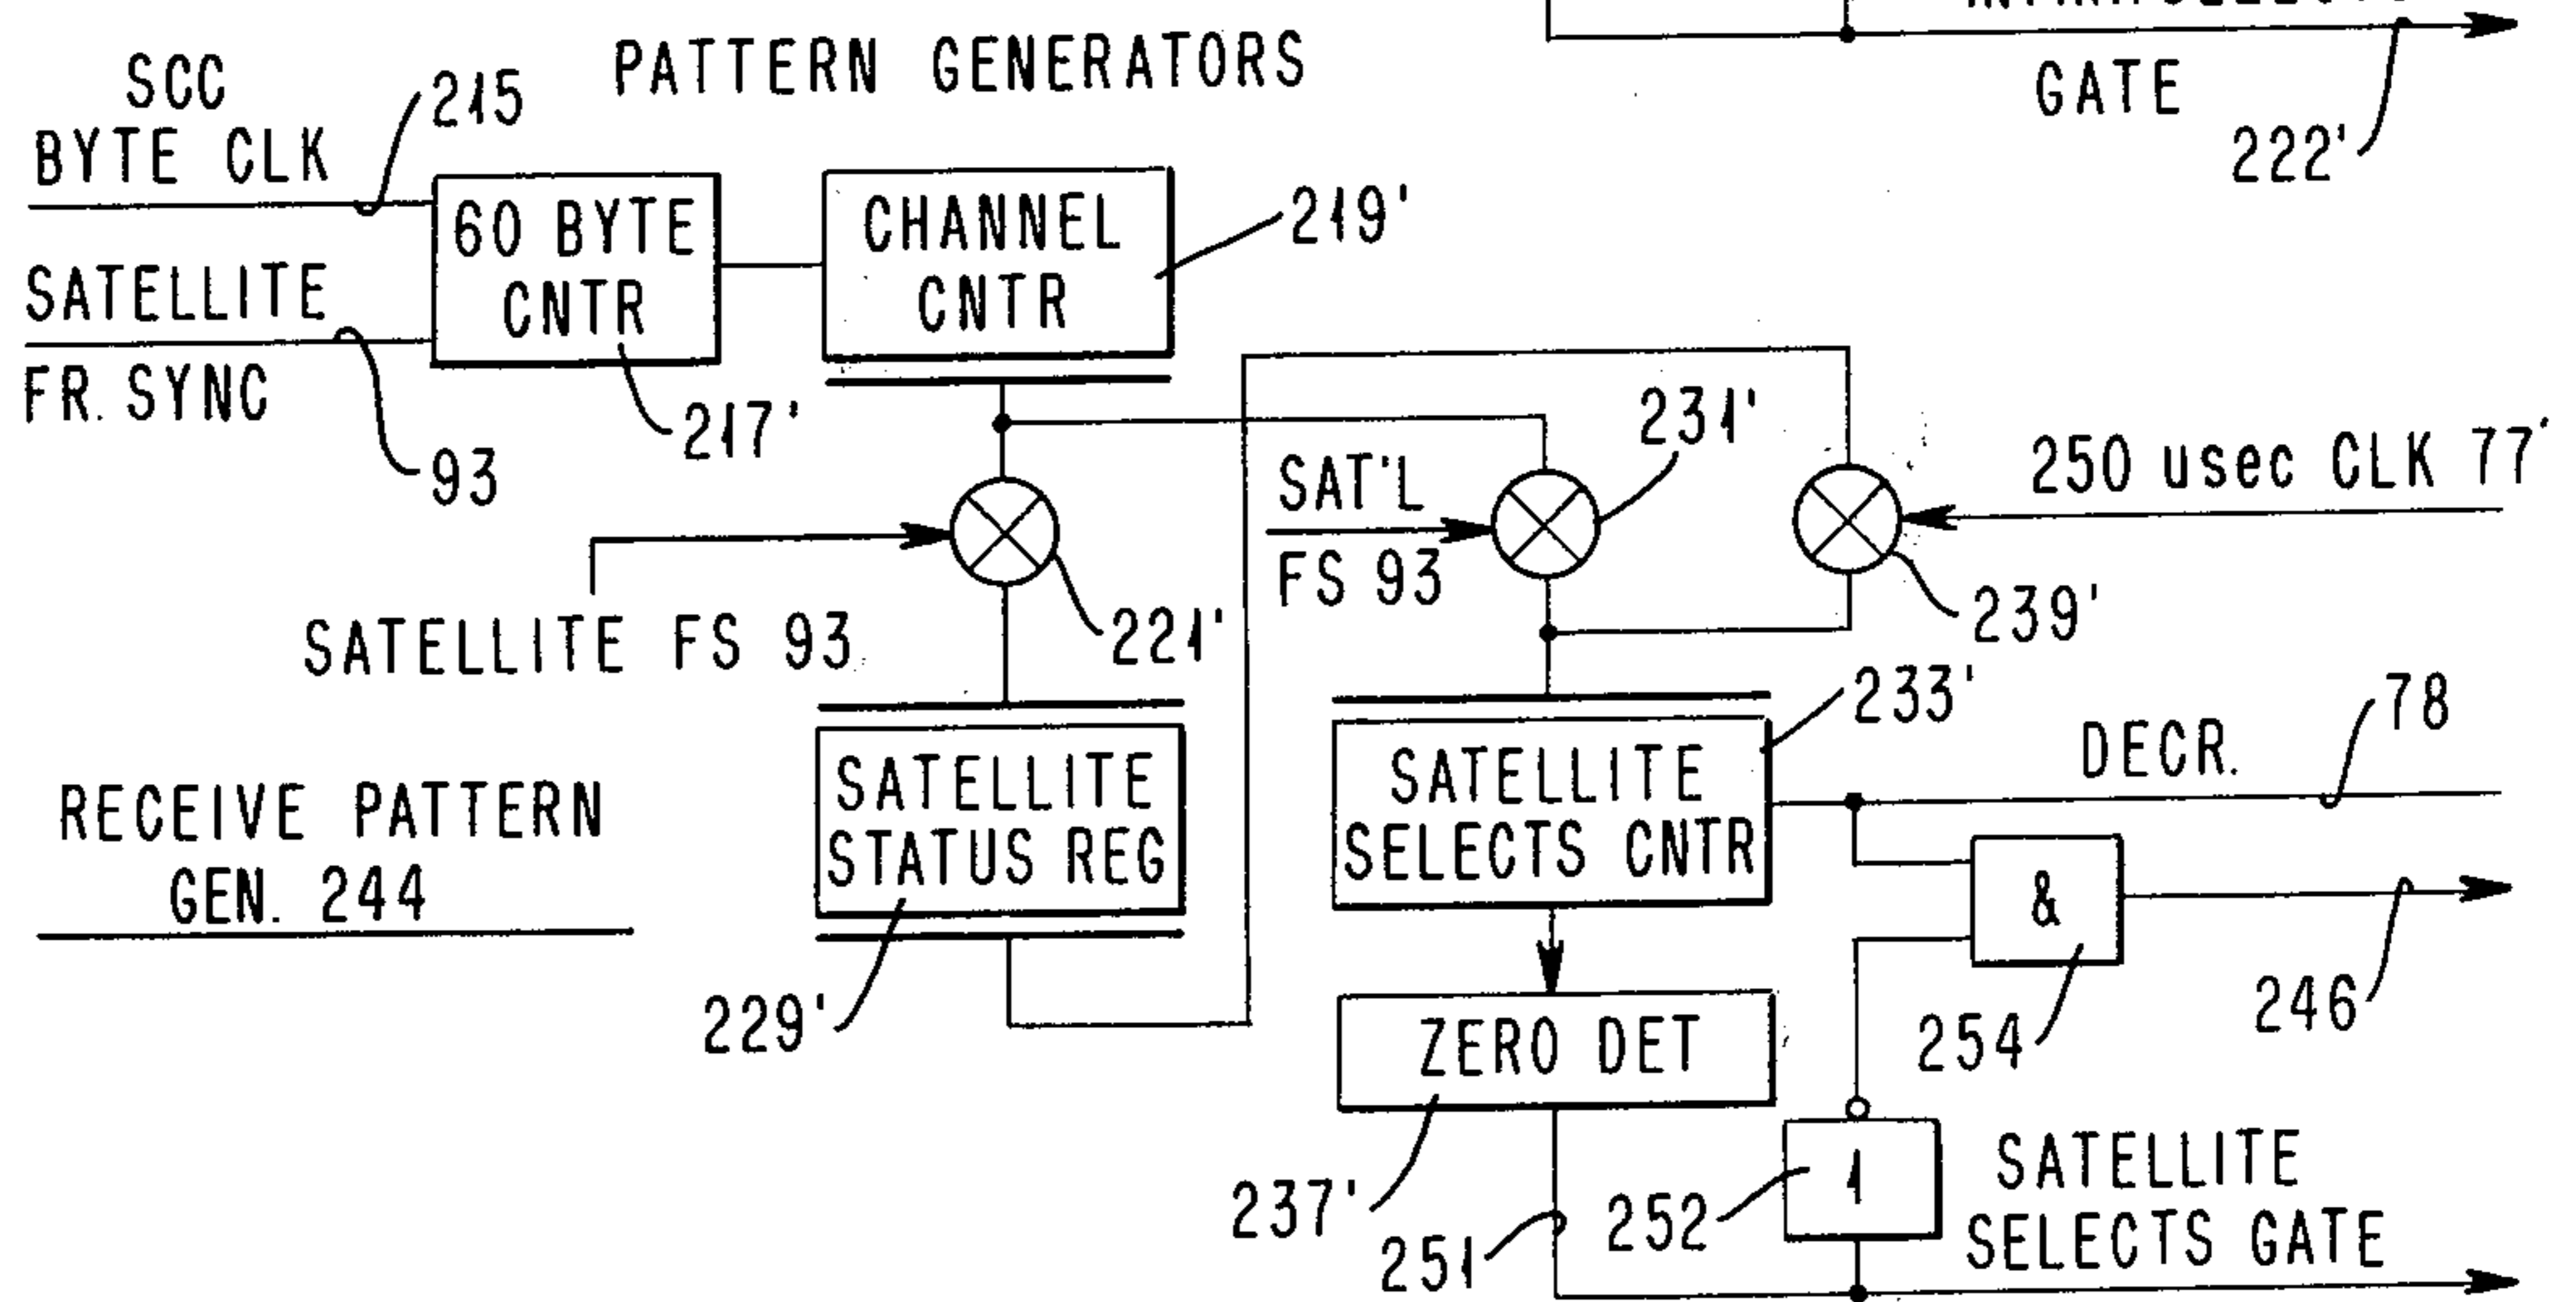 PATTERN GENERATORS
GATE
222'
SCC
BYTE CLK
215
SATELLITE
FR. SYNC
93
60 BYTE
CNTR
217'
CHANNEL
CNTR
219'
SATELLITE FS 93
221'
SAT'L
FS 93
231'
250 usec CLK 77'
239'
RECEIVE PATTERN
GEN. 244
SATELLITE
STATUS REG
229'
SATELLITE
SELECTS CNTR
233'
DECR.
78
&
254
246
ZERO DET
237'
251
252
1
SATELLITE
SELECTS GATE